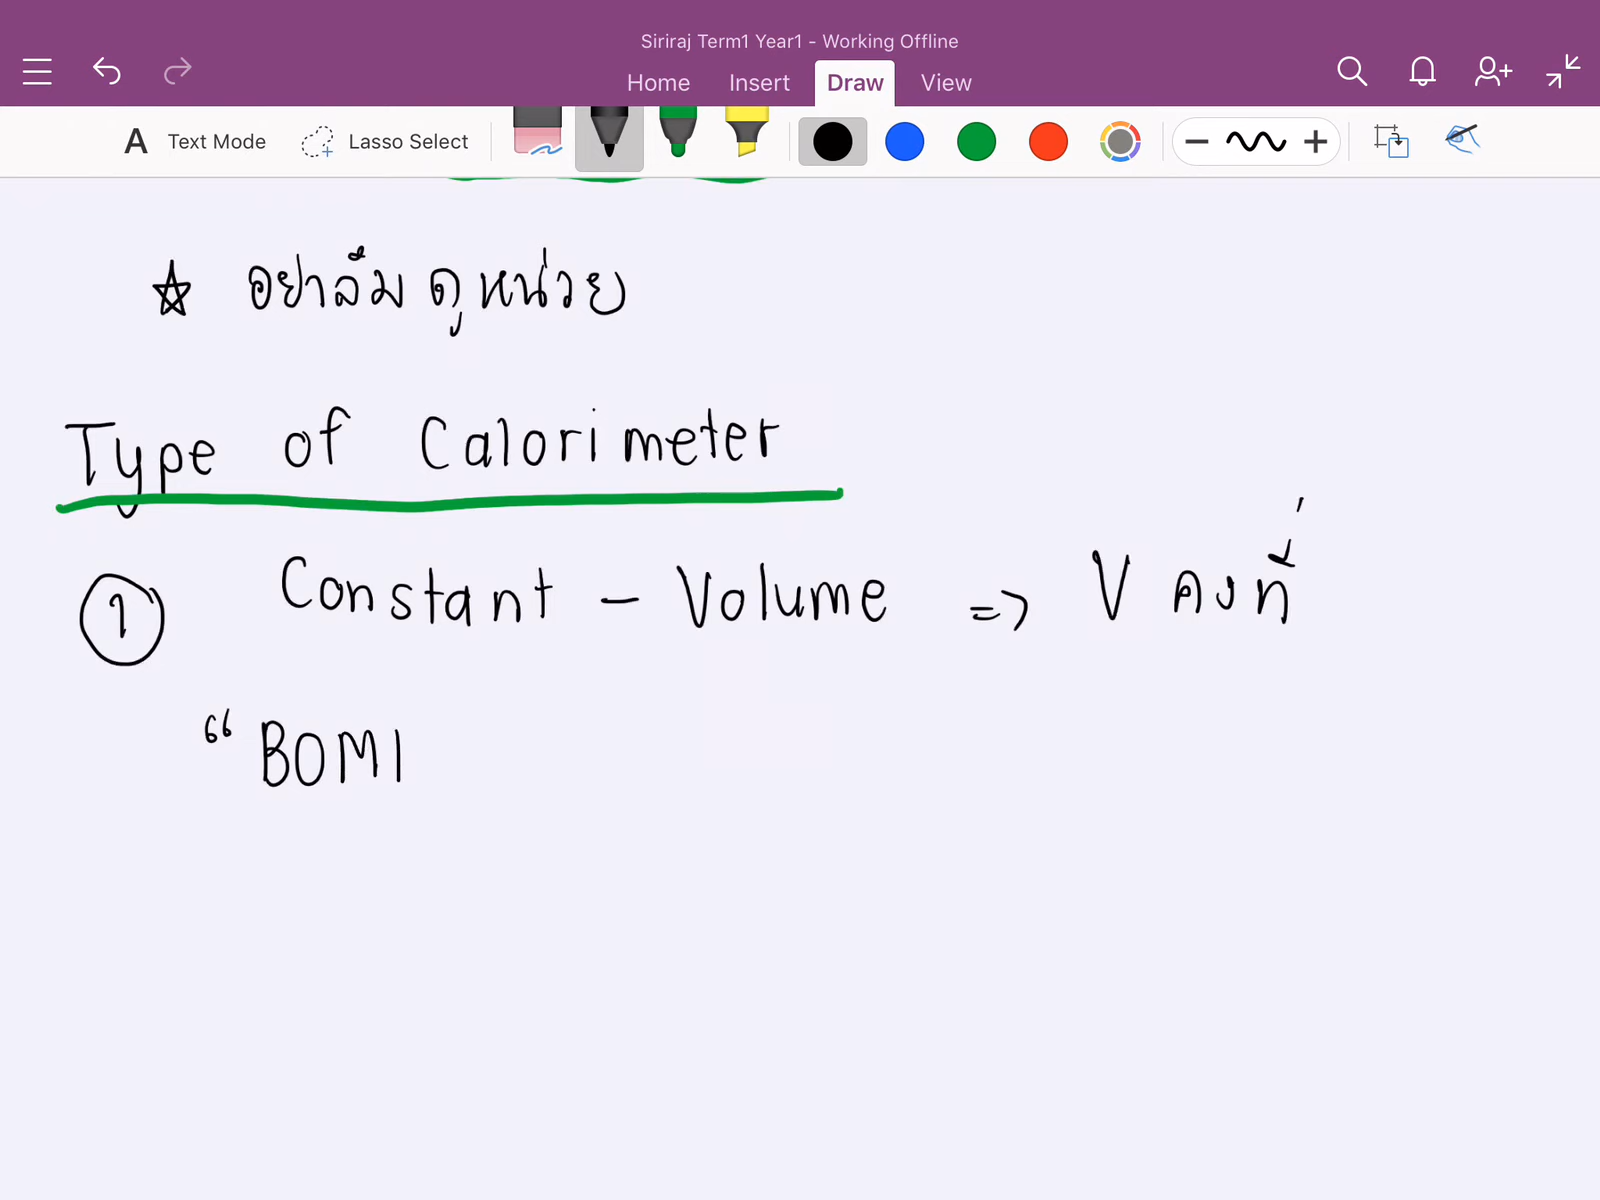 Siriraj Term1 Year1 - Working Offline
Home Insert Draw View
A Text Mode Lasso Select
☆ อย่าลืม ดูหน่วย
Type of Calorimeter
① Constant - Volume => V คงที่
“BOMI